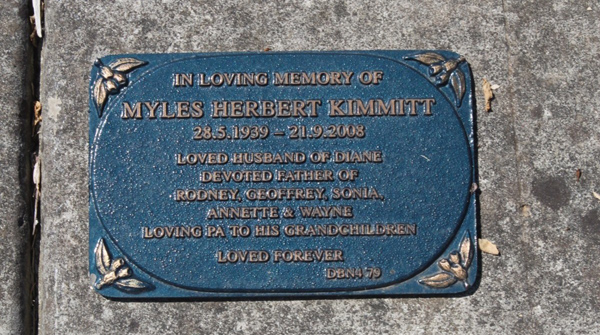 IN LOVING MEMORY OF
MYLES HERBERT KIMMITT
28.5.1939 – 21.9.2008
LOVED HUSBAND OF DIANE
DEVOTED FATHER OF
RODNEY, GEOFFREY, SONIA,
ANNETTE & WAYNE
LOVING PA TO HIS GRANDCHILDREN
LOVED FOREVER
DBN4 79